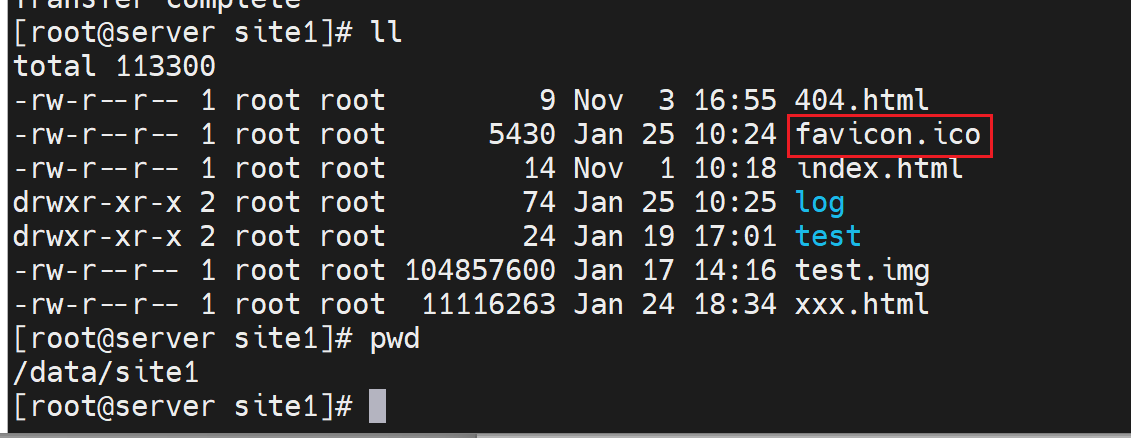 Transfer complete
[root@server site1]# ll
total 113300
-rw-r--r-- 1 root root         9 Nov  3 16:55 404.html
-rw-r--r-- 1 root root      5430 Jan 25 10:24 favicon.ico
-rw-r--r-- 1 root root        14 Nov  1 10:18 index.html
drwxr-xr-x 2 root root        74 Jan 25 10:25 log
drwxr-xr-x 2 root root        24 Jan 19 17:01 test
-rw-r--r-- 1 root root 104857600 Jan 17 14:16 test.img
-rw-r--r-- 1 root root  11116263 Jan 24 18:34 xxx.html
[root@server site1]# pwd
/data/site1
[root@server site1]#